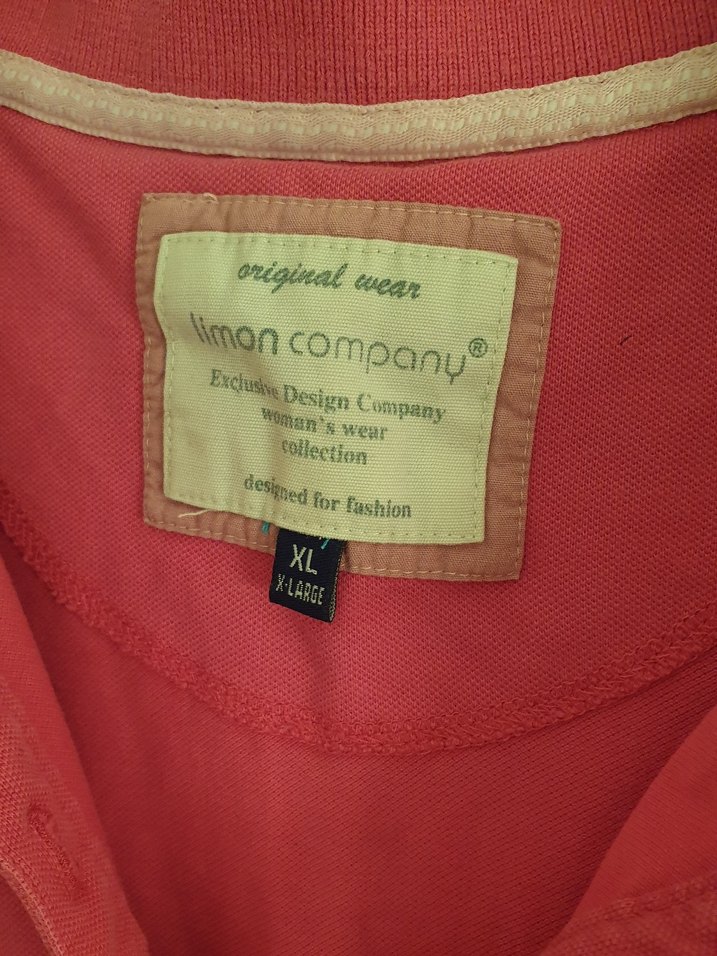 original wear
limon company®
Exclusive Design Company
woman's wear
collection
designed for fashion
XL
X-LARGE